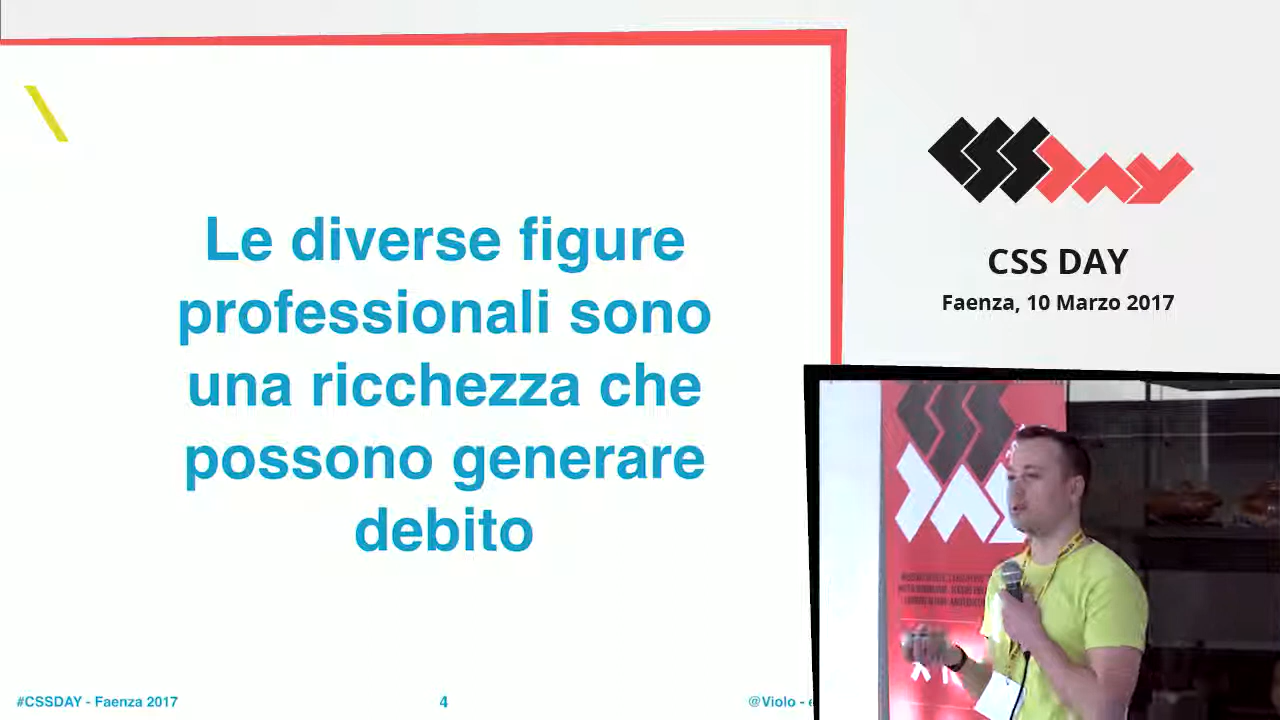 Le diverse figure
professionali sono
una ricchezza che
possono generare
debito
#CSSDAY - Faenza 2017
4
@Violo -
CSSDAY
CSS DAY
Faenza, 10 Marzo 2017